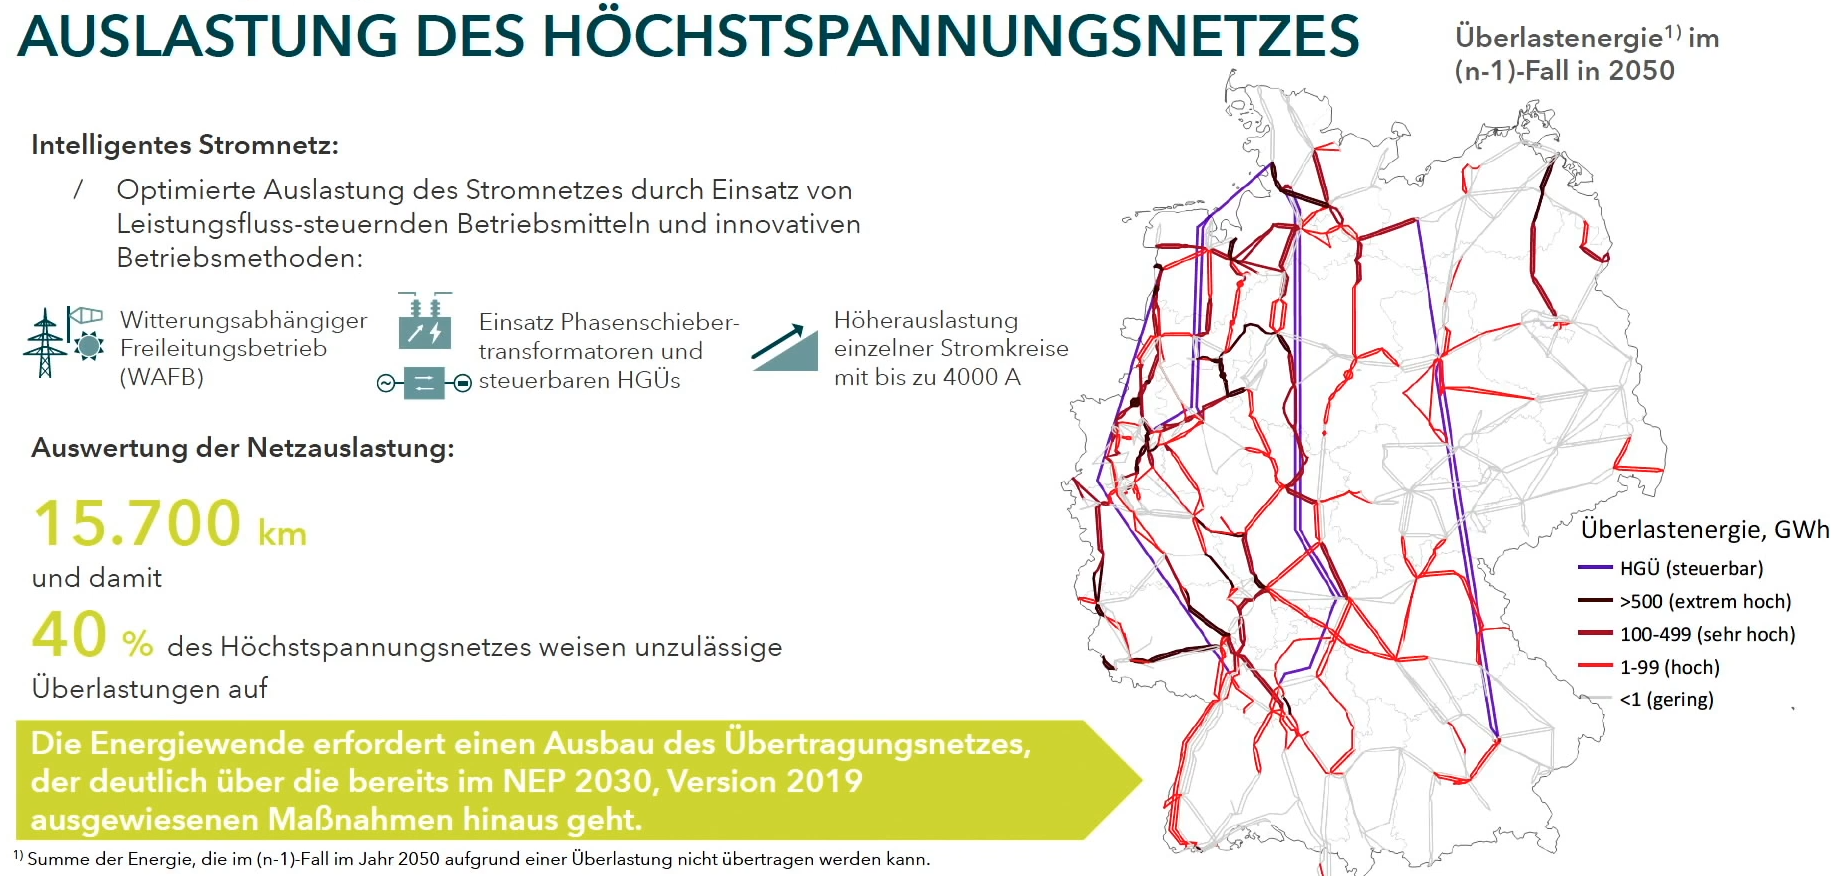 AUSLASTUNG DES HÖCHSTSPANNUNGSNETZES
Überlastenergie¹⁾ im
(n-1)-Fall in 2050
Intelligentes Stromnetz:
/ Optimierte Auslastung des Stromnetzes durch Einsatz von
Leistungsfluss-steuernden Betriebsmitteln und innovativen
Betriebsmethoden:
Witterungsabhängiger
Freileitungsbetrieb
(WAFB)
Einsatz Phasenschieber-
transformatoren und
steuerbaren HGÜs
Höherauslastung
einzelner Stromkreise
mit bis zu 4000 A
Auswertung der Netzauslastung:
15.700 km
und damit
40 % des Höchstspannungsnetzes weisen unzulässige
Überlastungen auf
Überlastenergie, GWh
HGÜ (steuerbar)
>500 (extrem hoch)
100-499 (sehr hoch)
1-99 (hoch)
<1 (gering)
Die Energiewende erfordert einen Ausbau des Übertragungsnetzes,
der deutlich über die bereits im NEP 2030, Version 2019
ausgewiesenen Maßnahmen hinaus geht.
¹⁾ Summe der Energie, die im (n-1)-Fall im Jahr 2050 aufgrund einer Überlastung nicht übertragen werden kann.